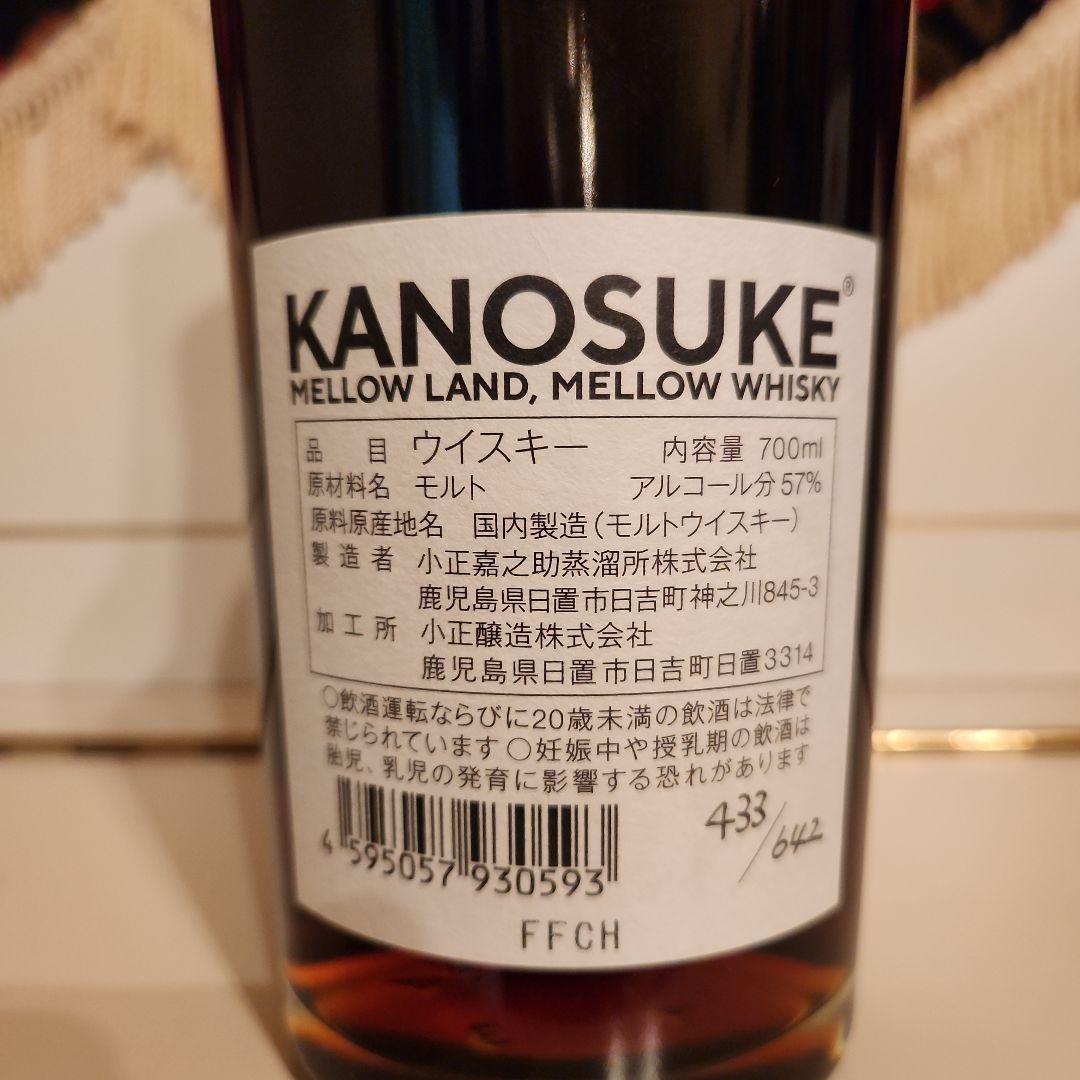 KANOSUKE®
MELLOW LAND, MELLOW WHISKY
品目 ウイスキー 内容量 700ml
原材料名 モルト アルコール分57%
原料原産地名 国内製造(モルトウイスキー)
製造者 小正嘉之助蒸溜所株式会社
鹿児島県日置市日吉町神之川845-3
加工所 小正醸造株式会社
鹿児島県日置市日吉町日置3314
○飲酒運転ならびに20歳未満の飲酒は法律で
禁じられています ○妊娠中や授乳期の飲酒は
胎児、乳児の発育に影響する恐れがあります
433/642
4 595057 930593
FFCH